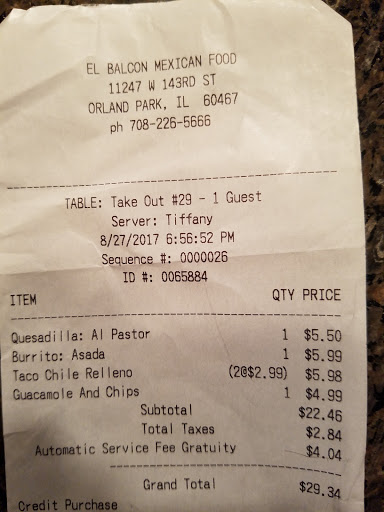 EL BALCON MEXICAN FOOD
11247 W 143RD ST
ORLAND PARK, IL 60467
ph 708-226-5666
TABLE: Take Out #29 - 1 Guest
Server: Tiffany
8/27/2017 6:56:52 PM
Sequence #: 0000026
ID #: 0065884
ITEM QTY PRICE
Quesadilla: Al Pastor 1 $5.50
Burrito: Asada 1 $5.99
Taco Chile Relleno (2@$2.99) $5.98
Guacamole And Chips 1 $4.99
Subtotal $22.46
Total Taxes $2.84
Automatic Service Fee Gratuity $4.04
Grand Total $29.34
Credit Purchase